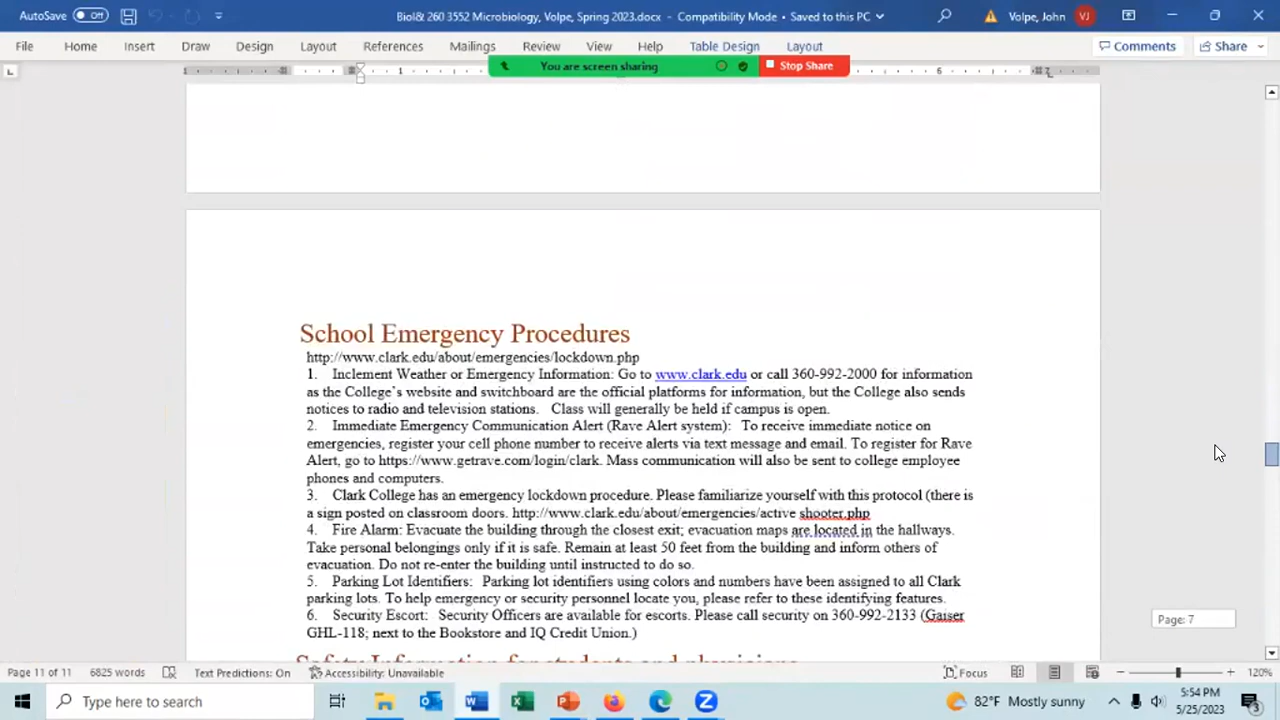 AutoSave Off
Biol& 260 3552 Microbiology, Volpe, Spring 2023.docx - Compatibility Mode • Saved to this PC
Volpe, John VJ
File Home Insert Draw Design Layout References Mailings Review View Help Table Design Layout Comments Share
You are screen sharing Stop Share
1 1 6 7
School Emergency Procedures
http://www.clark.edu/about/emergencies/lockdown.php
1. Inclement Weather or Emergency Information: Go to www.clark.edu or call 360-992-2000 for information
as the College's website and switchboard are the official platforms for information, but the College also sends
notices to radio and television stations. Class will generally be held if campus is open.
2. Immediate Emergency Communication Alert (Rave Alert system): To receive immediate notice on
emergencies, register your cell phone number to receive alerts via text message and email. To register for Rave
Alert, go to https://www.getrave.com/login/clark. Mass communication will also be sent to college employee
phones and computers.
3. Clark College has an emergency lockdown procedure. Please familiarize yourself with this protocol (there is
a sign posted on classroom doors. http://www.clark.edu/about/emergencies/active shooter.php
4. Fire Alarm: Evacuate the building through the closest exit; evacuation maps are located in the hallways.
Take personal belongings only if it is safe. Remain at least 50 feet from the building and inform others of
evacuation. Do not re-enter the building until instructed to do so.
5. Parking Lot Identifiers: Parking lot identifiers using colors and numbers have been assigned to all Clark
parking lots. To help emergency or security personnel locate you, please refer to these identifying features.
6. Security Escort: Security Officers are available for escorts. Please call security on 360-992-2133 (Gaiser
GHL-118; next to the Bookstore and IQ Credit Union.)
Page: 7
Safety Information for students and physicians
Page 11 of 11 6825 words Text Predictions: On Accessibility: Unavailable Focus 120%
Type here to search
82°F Mostly sunny
5:54 PM
5/25/2023
3